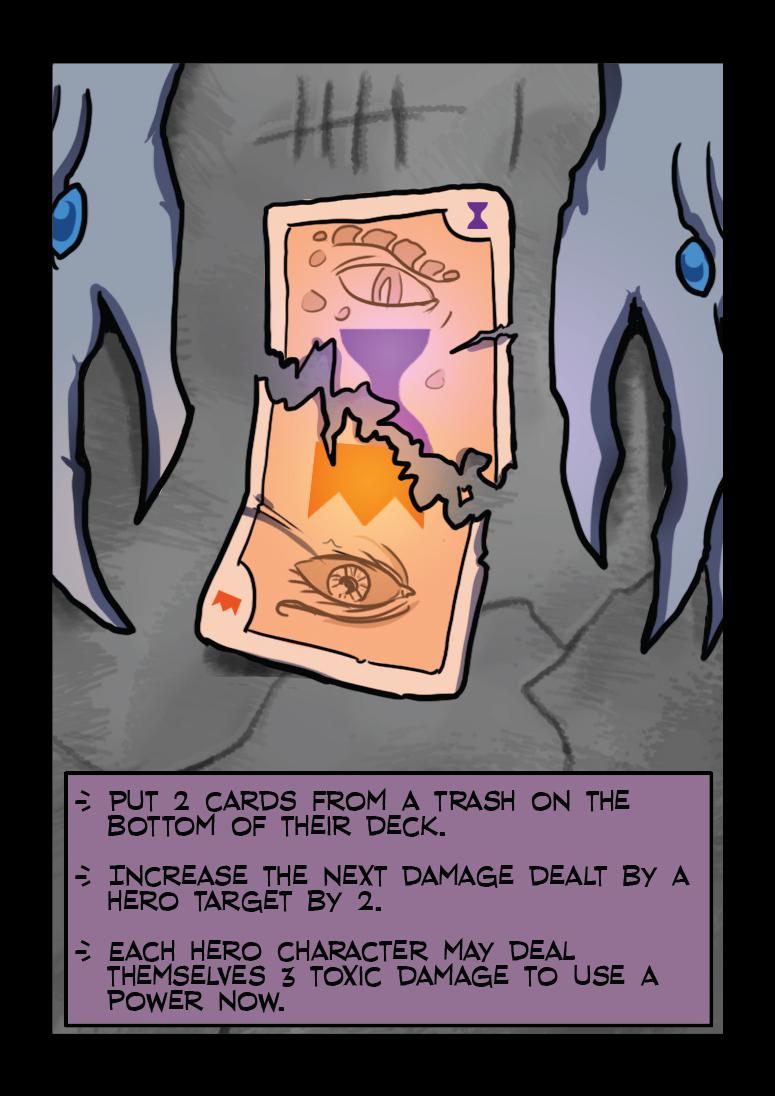 PUT 2 CARDS FROM A TRASH ON THE
BOTTOM OF THEIR DECK.
INCREASE THE NEXT DAMAGE DEALT BY A
HERO TARGET BY 2.
EACH HERO CHARACTER MAY DEAL
THEMSELVES 3 TOXIC DAMAGE TO USE A
POWER NOW.